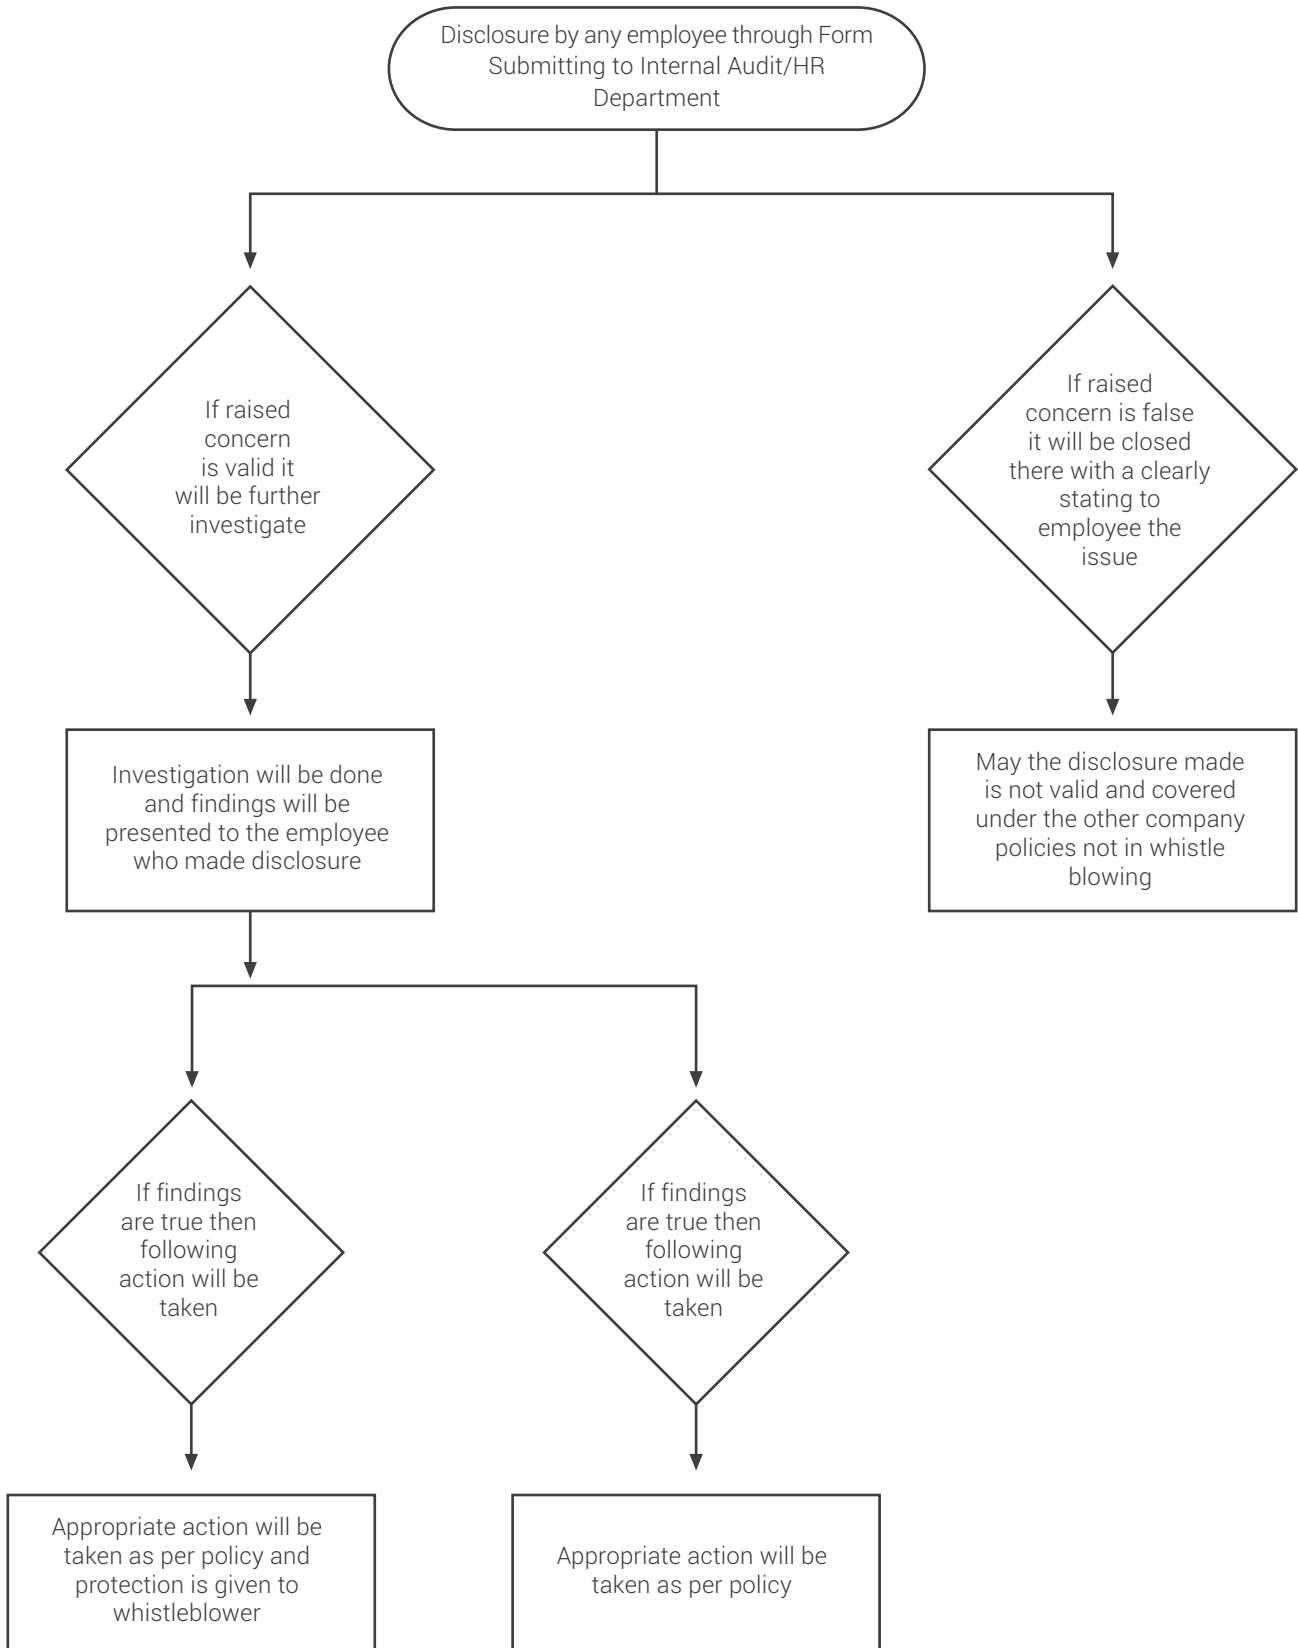 Disclosure by any employee through Form
Submitting to Internal Audit/HR
Department
If raised
concern
is valid it
will be further
investigate
If raised
concern is false
it will be closed
there with a clearly
stating to
employee the
issue
Investigation will be done
and findings will be
presented to the employee
who made disclosure
May the disclosure made
is not valid and covered
under the other company
policies not in whistle
blowing
If findings
are true then
following
action will be
taken
If findings
are true then
following
action will be
taken
Appropriate action will be
taken as per policy and
protection is given to
whistleblower
Appropriate action will be
taken as per policy